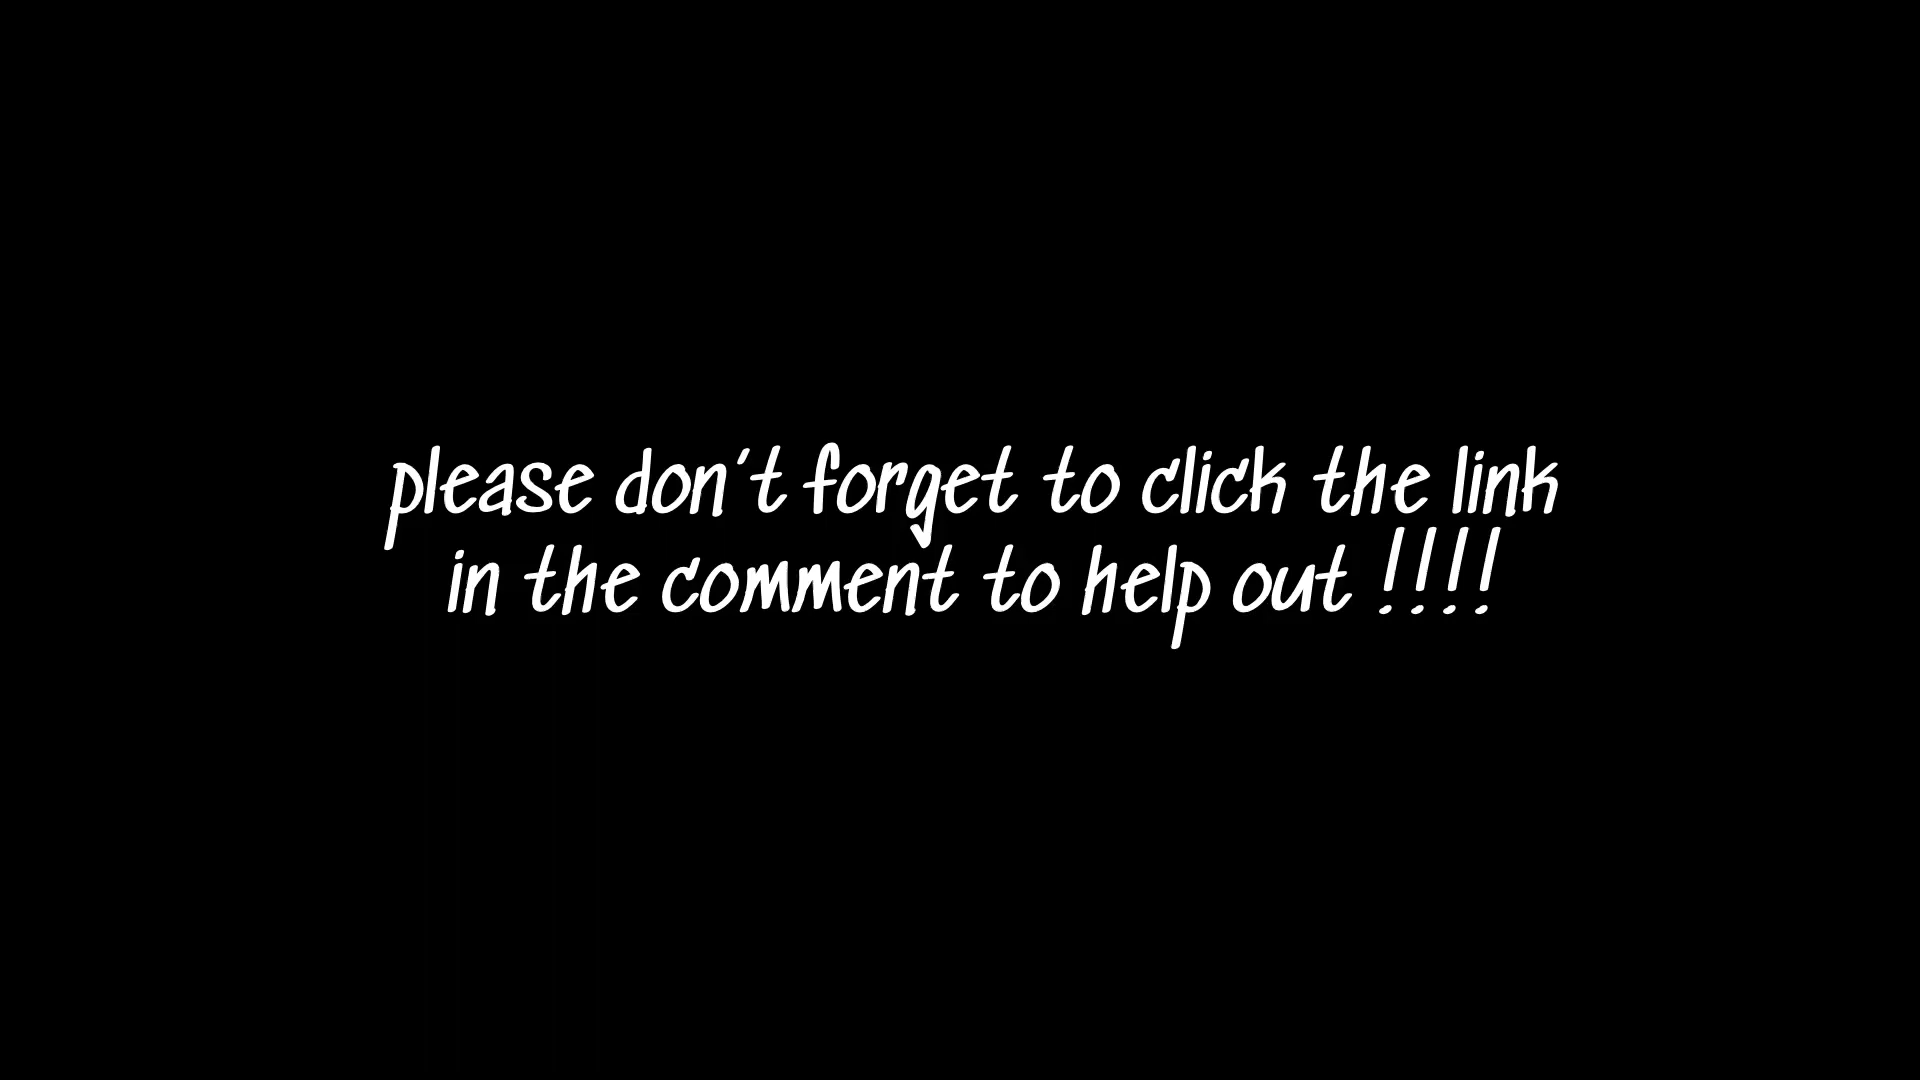 please don't forget to click the link
in the comment to help out !!!!